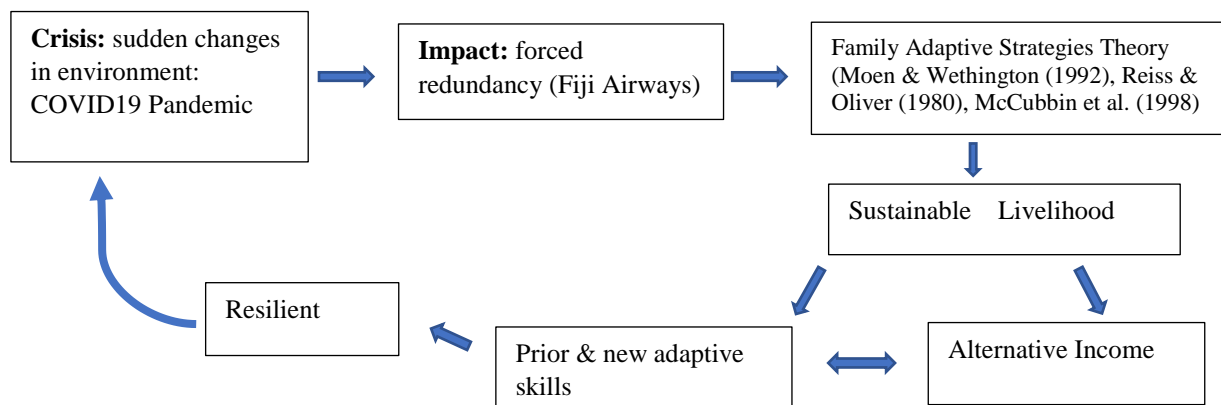 Crisis: sudden changes
in environment:
COVID19 Pandemic
Impact: forced
redundancy (Fiji Airways)
Family Adaptive Strategies Theory
(Moen & Wethington (1992), Reiss &
Oliver (1980), McCubbin et al. (1998)
Sustainable Livelihood
Alternative Income
Prior & new adaptive
skills
Resilient